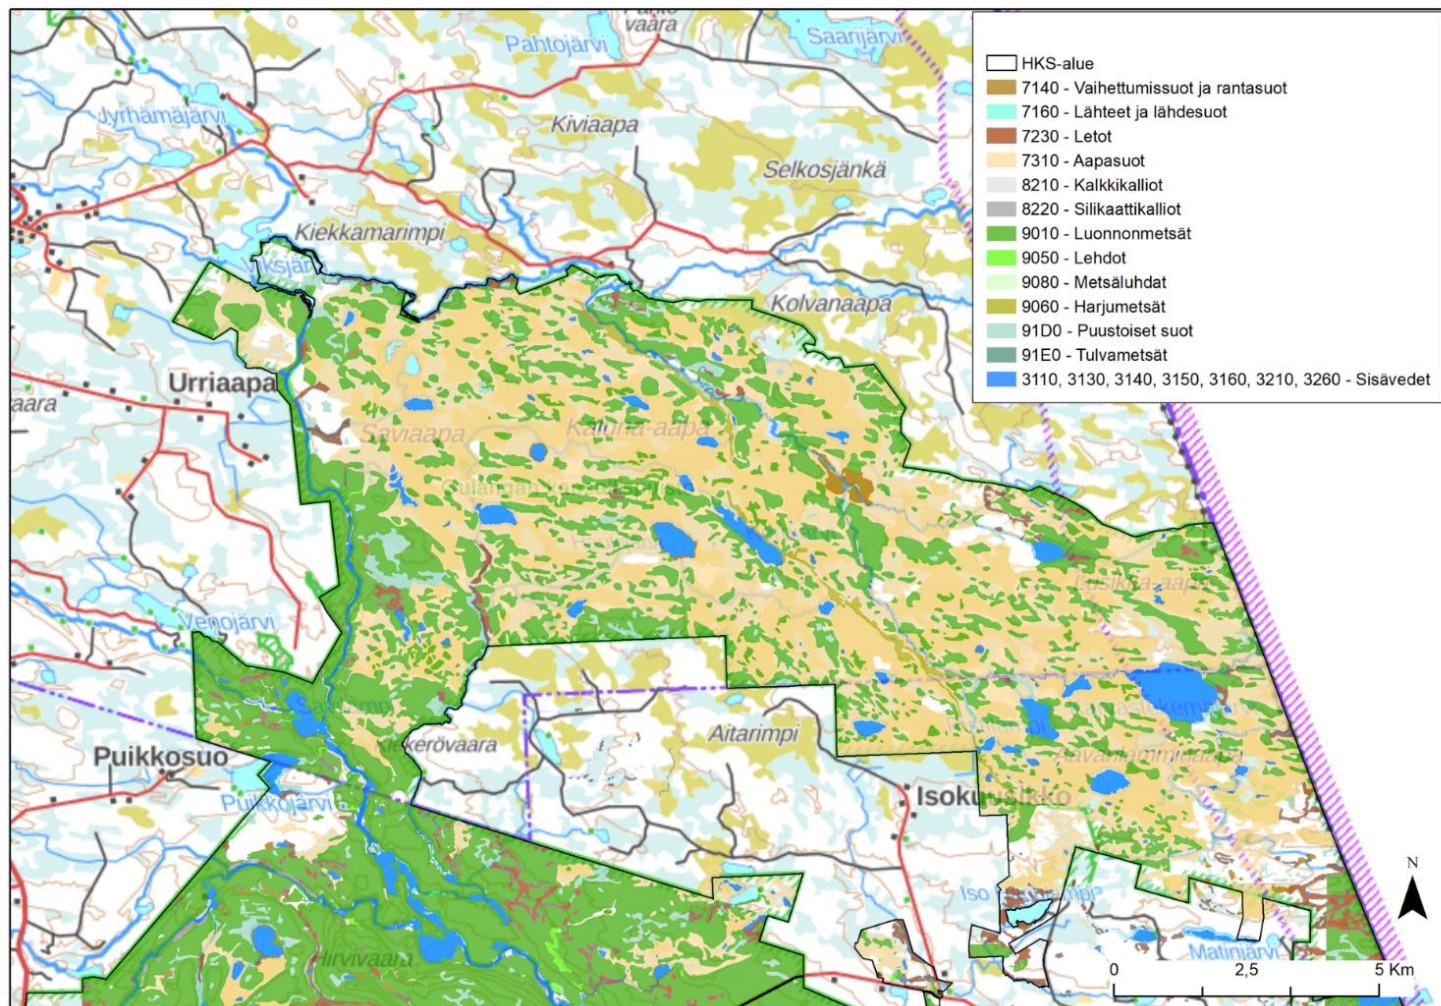 Pahtojärvi
vaara
Saarijärvi
Jyrhämäjärvi
Kiviaapa
Selkosjänkä
Kiekkamarimpi
Kolvanaapa
Urriaapa
vaara
Saviaapa
Venojärvi
Puikkosuo
Puikkojärvi
Kiekerövaara
Aitarimpi
Isokuusikko
Hirvivaara
Matinjärvi
HKS-alue
7140 - Vaihettumissuot ja rantasuot
7160 - Lähteet ja lähdesuot
7230 - Letot
7310 - Aapasuot
8210 - Kalkkikalliot
8220 - Silikaattikalliot
9010 - Luonnonmetsät
9050 - Lehdot
9080 - Metsäluhdat
9060 - Harjumetsät
91D0 - Puustoiset suot
91E0 - Tulvametsät
3110, 3130, 3140, 3150, 3160, 3210, 3260 - Sisävedet
N
0 2,5 5 Km